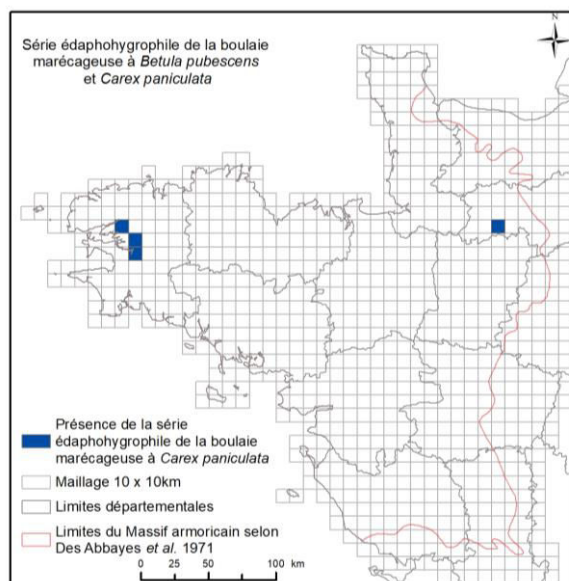 Série édaphohygrophile de la boulaie
marécageuse à Betula pubescens
et Carex paniculata
N
Présence de la série
édaphohygrophile de la boulaie
marécageuse à Carex paniculata
Maillage 10 x 10km
Limites départementales
Limites du Massif armoricain selon
Des Abbayes et al. 1971
km
0 25 50 100